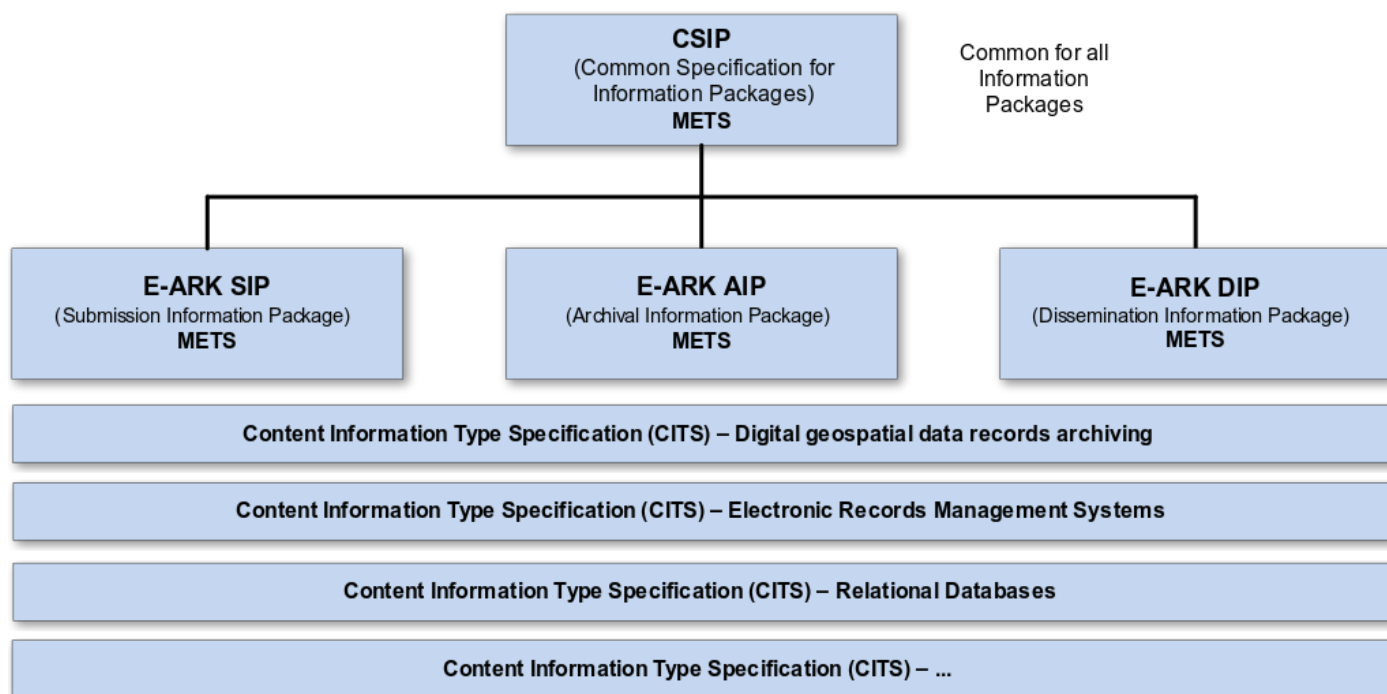 CSIP
(Common Specification for
Information Packages)
METS
Common for all
Information
Packages
E-ARK SIP
(Submission Information Package)
METS
E-ARK AIP
(Archival Information Package)
METS
E-ARK DIP
(Dissemination Information Package)
METS
Content Information Type Specification (CITS) – Digital geospatial data records archiving
Content Information Type Specification (CITS) – Electronic Records Management Systems
Content Information Type Specification (CITS) – Relational Databases
Content Information Type Specification (CITS) – ...